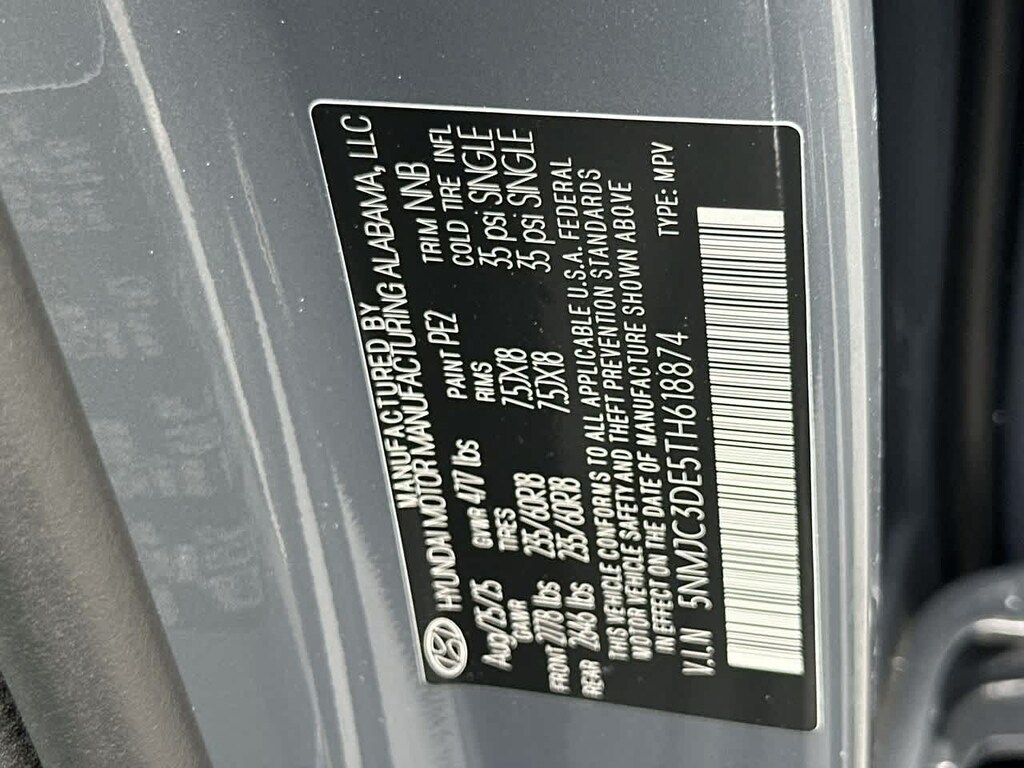 MANUFACTURED BY
HYUNDAI MOTOR MANUFACTURING ALABAMA, LLC
Aug/25/25 GVWR 4717 lbs PAINT PE2 TRIM NNB
GAWR TIRES RIMS COLD TIRE INFL
FRONT 2778 lbs 235/60R18 7.5JX18 35 psi SINGLE
REAR 2646 lbs 235/60R18 7.5JX18 35 psi SINGLE
THIS VEHICLE CONFORMS TO ALL APPLICABLE U.S.A. FEDERAL
MOTOR VEHICLE SAFETY AND THEFT PREVENTION STANDARDS
IN EFFECT ON THE DATE OF MANUFACTURE SHOWN ABOVE
V.I.N 5NMJC3DE5TH618874 TYPE: MPV